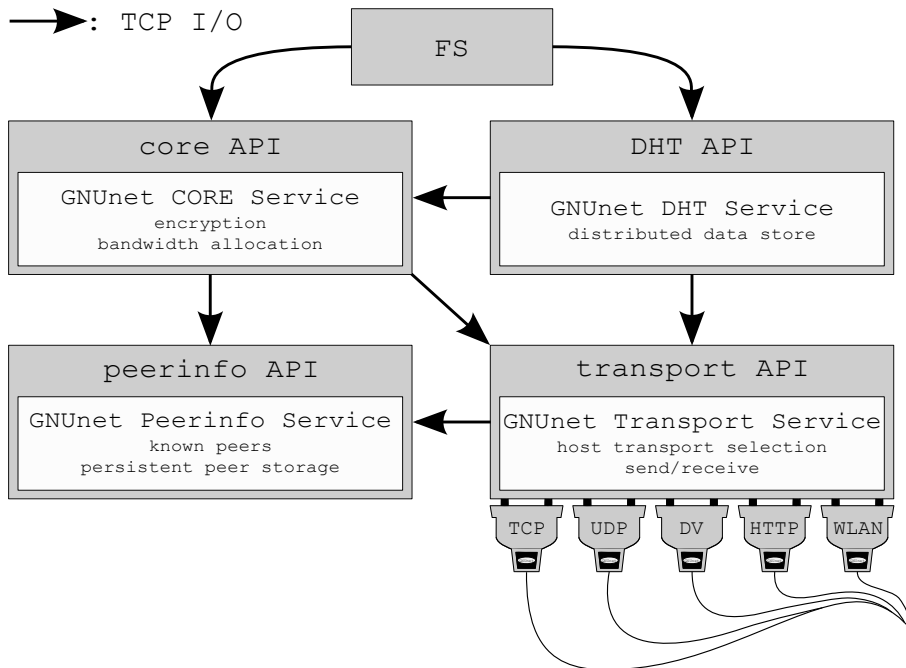 : TCP I/O
FS
core API
GNUnet CORE Service
encryption
bandwidth allocation
DHT API
GNUnet DHT Service
distributed data store
peerinfo API
GNUnet Peerinfo Service
known peers
persistent peer storage
transport API
GNUnet Transport Service
host transport selection
send/receive
TCP
UDP
DV
HTTP
WLAN